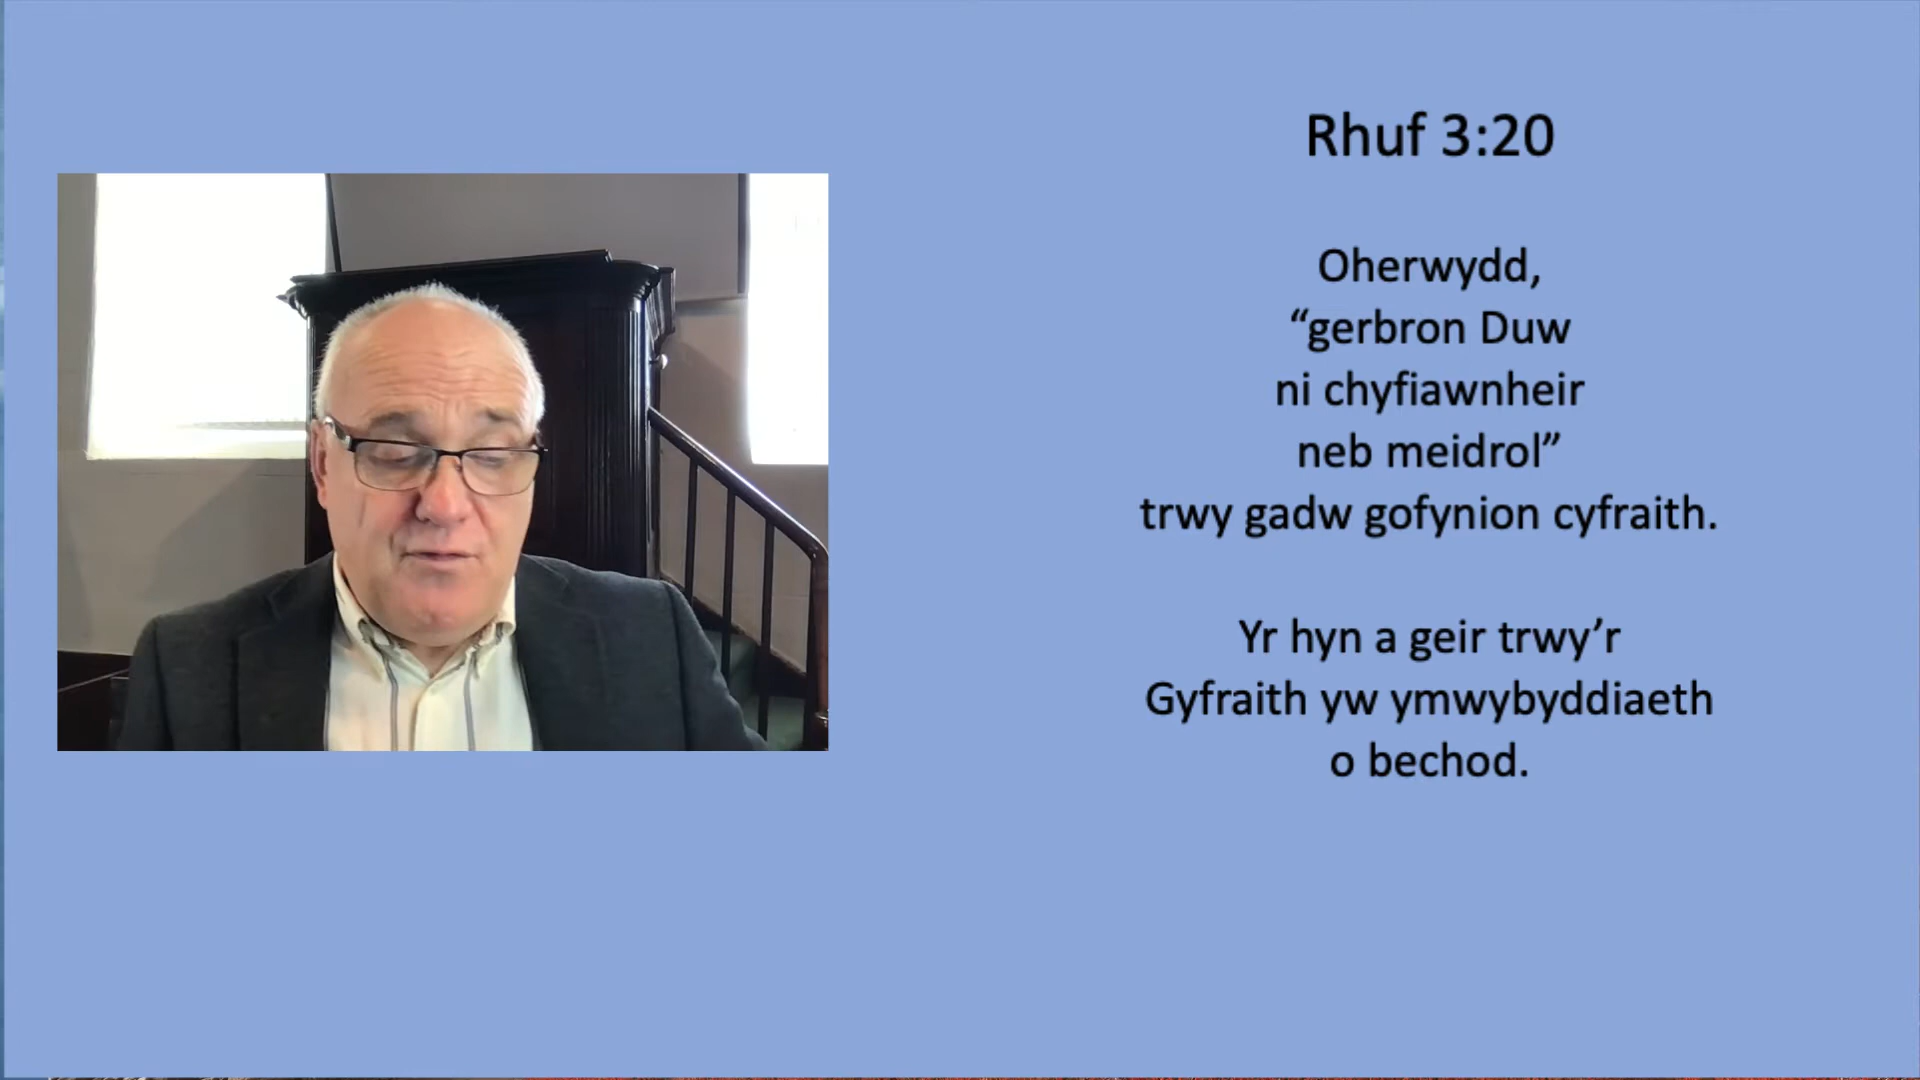 Rhuf 3:20
Oherwydd,
“gerbron Duw
ni chyfiawnheir
neb meidrol”
trwy gadw gofynion cyfraith.
Yr hyn a geir trwy’r
Gyfraith yw ymwybyddiaeth
o bechod.